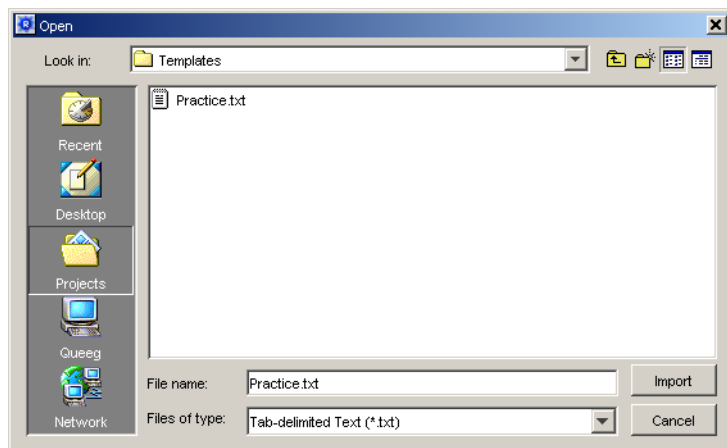 Open
Look in: Templates
Practice.txt
Recent
Desktop
Projects
Queeg
Network
File name: Practice.txt Import
Files of type: Tab-delimited Text (*.txt) Cancel